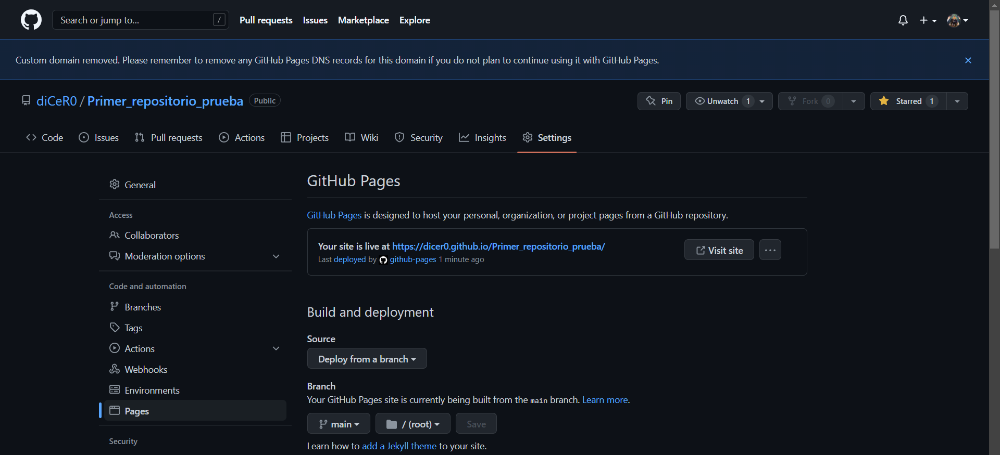 Search or jump to... /
Pull requests Issues Marketplace Explore
Custom domain removed. Please remember to remove any GitHub Pages DNS records for this domain if you do not plan to continue using it with GitHub Pages.
diCeR0 / Primer_repositorio_prueba Public
Pin Unwatch 1 Fork 0 Starred 1
Code Issues Pull requests Actions Projects Wiki Security Insights Settings
General
Access
Collaborators
Moderation options
Code and automation
Branches
Tags
Actions
Webhooks
Environments
Pages
Security
GitHub Pages
GitHub Pages is designed to host your personal, organization, or project pages from a GitHub repository.
Your site is live at https://dicer0.github.io/Primer_repositorio_prueba/
Last deployed by github-pages 1 minute ago
Visit site
Build and deployment
Source
Deploy from a branch
Branch
Your GitHub Pages site is currently being built from the main branch. Learn more.
main / (root) Save
Learn how to add a Jekyll theme to your site.